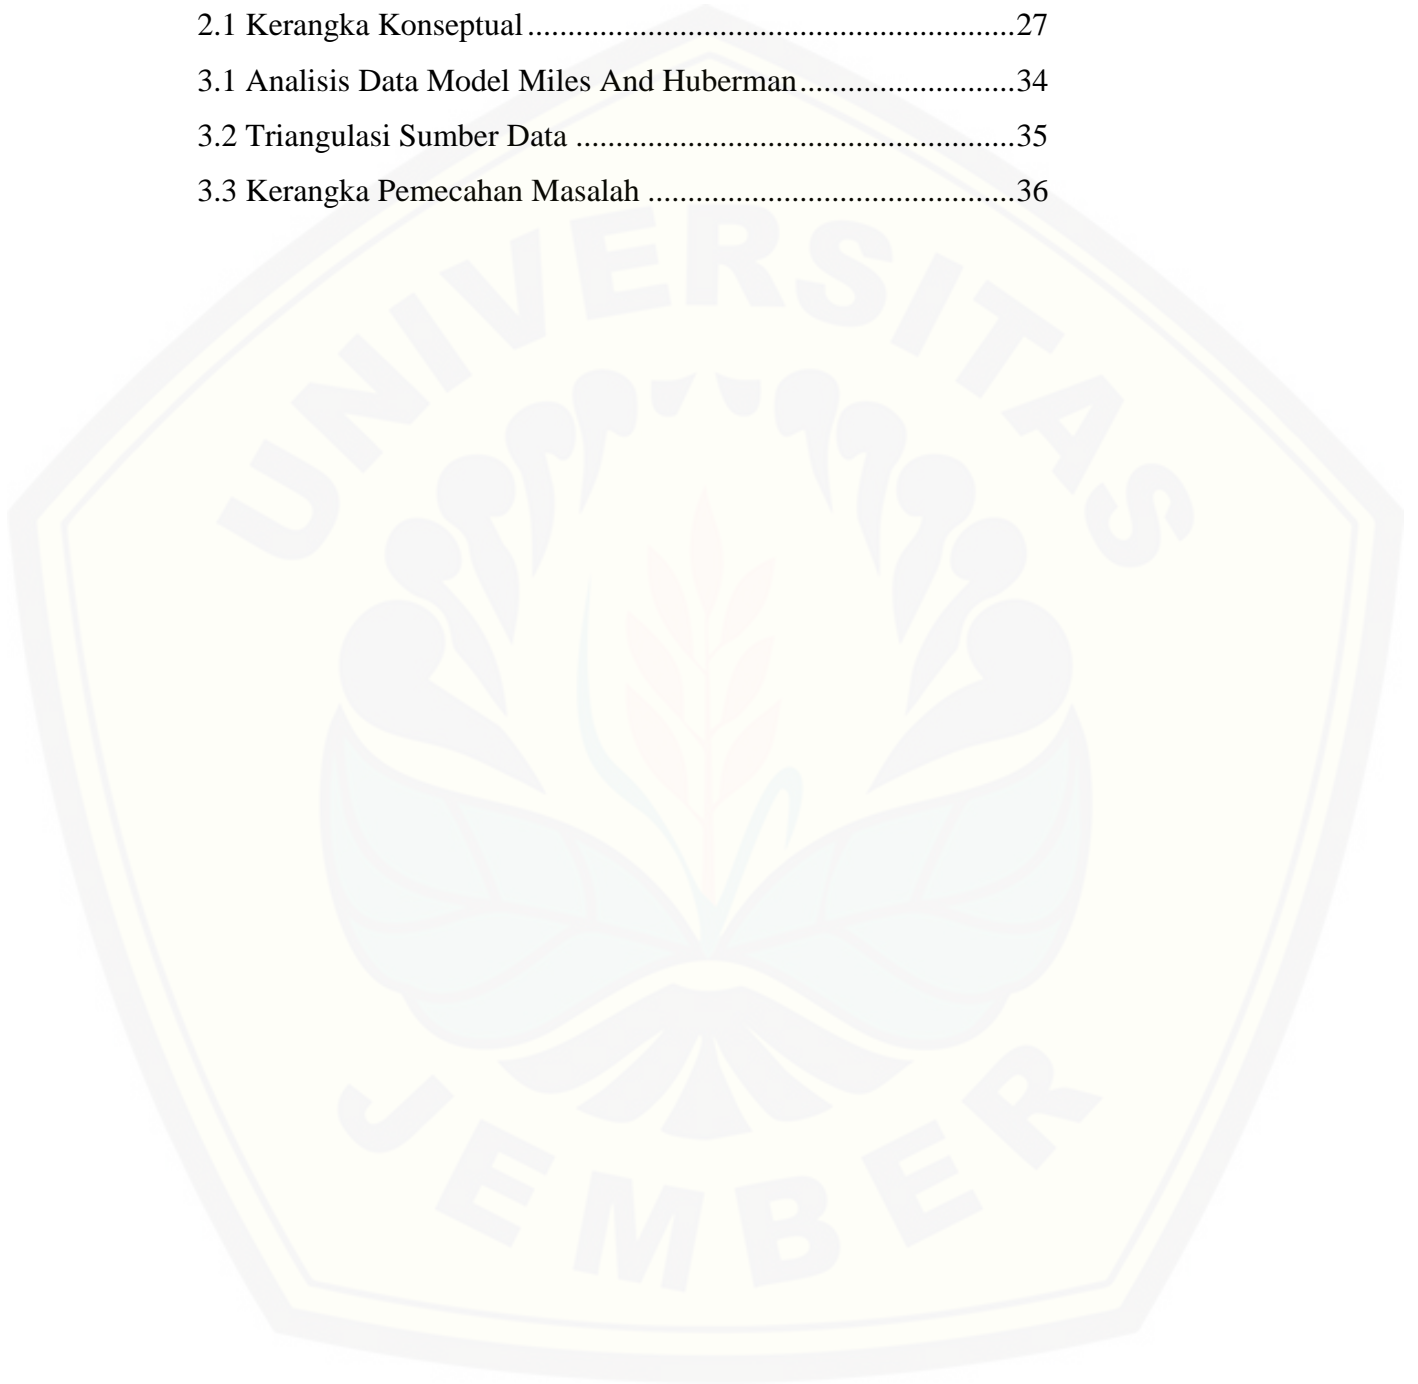 2.1 Kerangka Konseptual............................................................27
3.1 Analisis Data Model Miles And Huberman...........................34
3.2 Triangulasi Sumber Data ......................................................35
3.3 Kerangka Pemecahan Masalah .............................................36
UNIVERSITAS
JEMBER